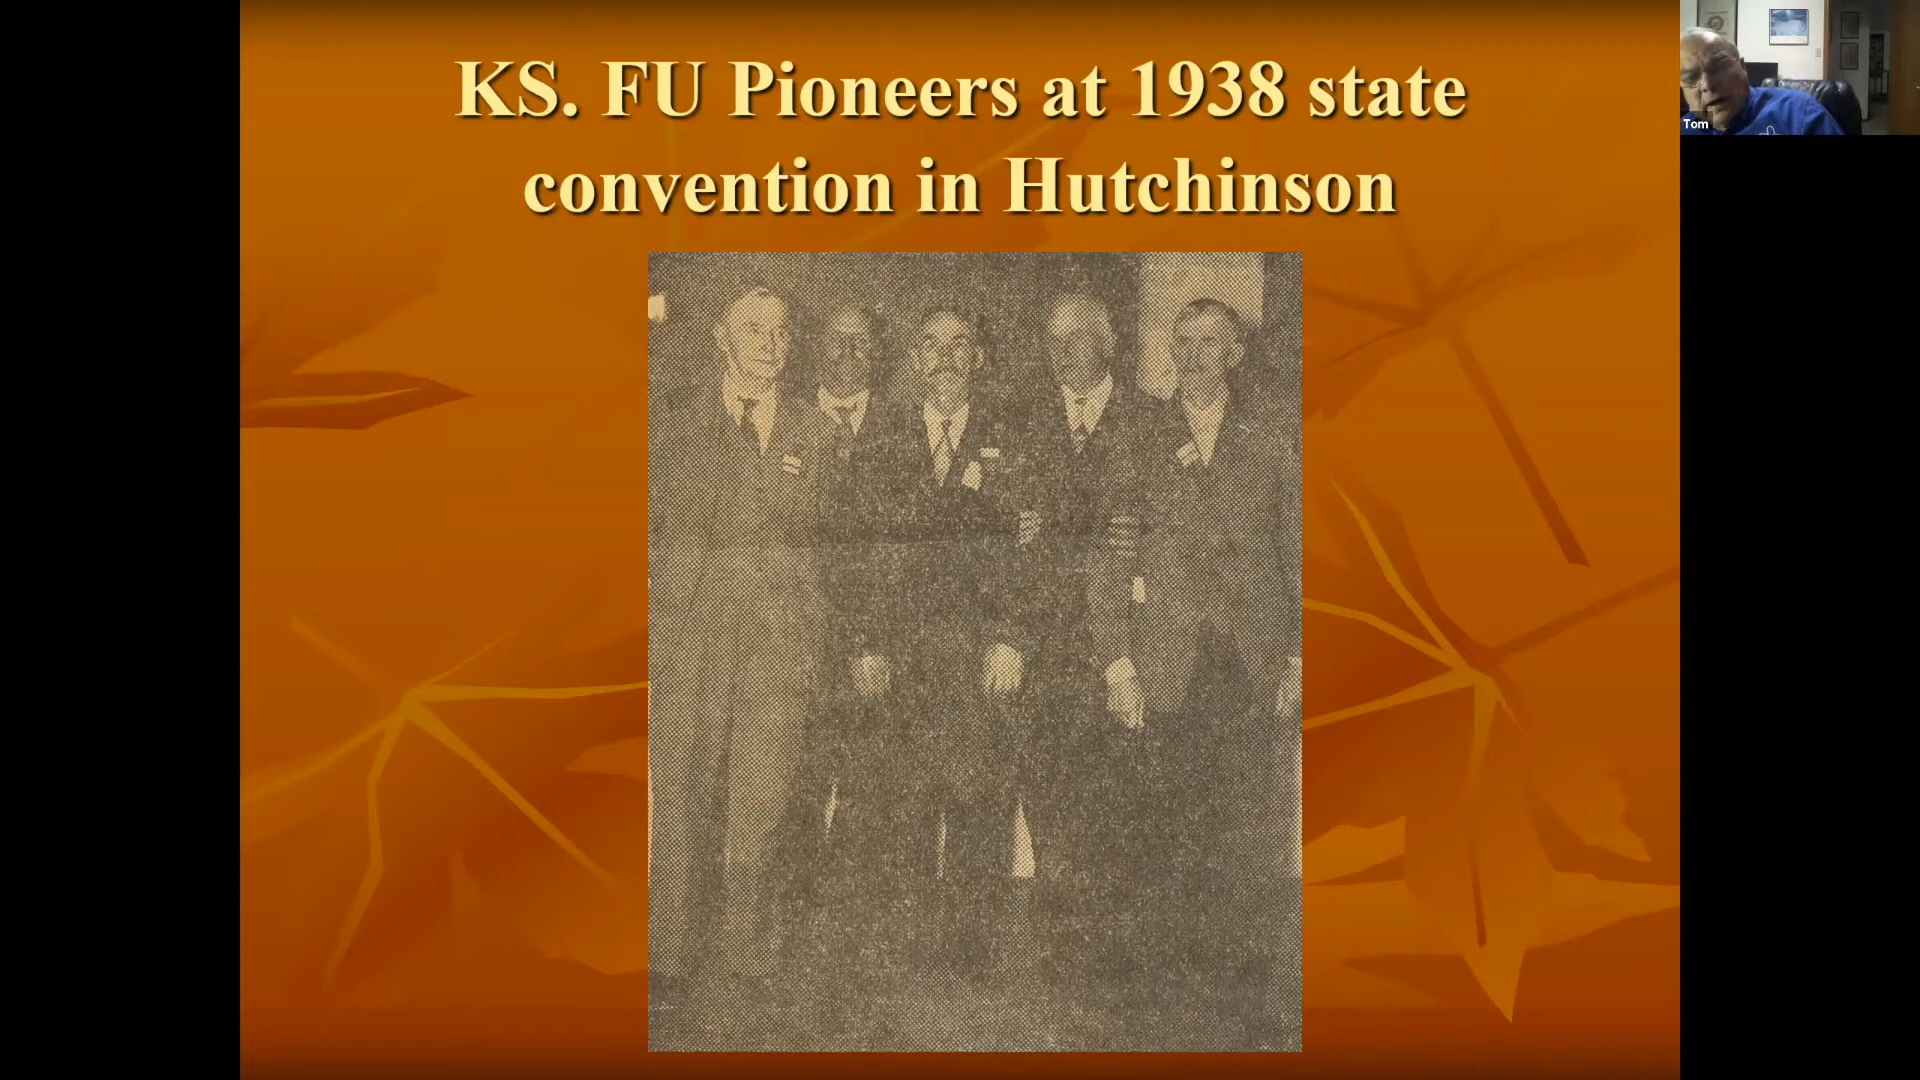 KS. FU Pioneers at 1938 state
convention in Hutchinson
Tom